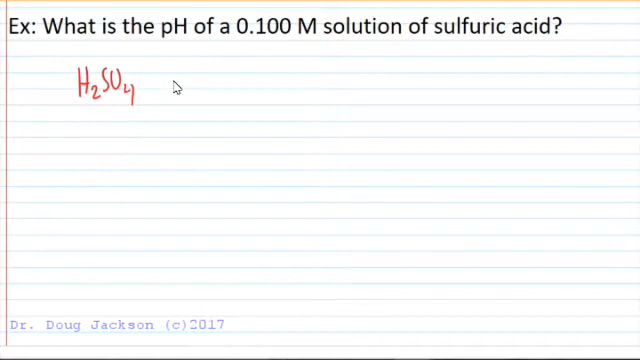 Ex: What is the pH of a 0.100 M solution of sulfuric acid?
H₂SO₄
Dr. Doug Jackson (c)2017